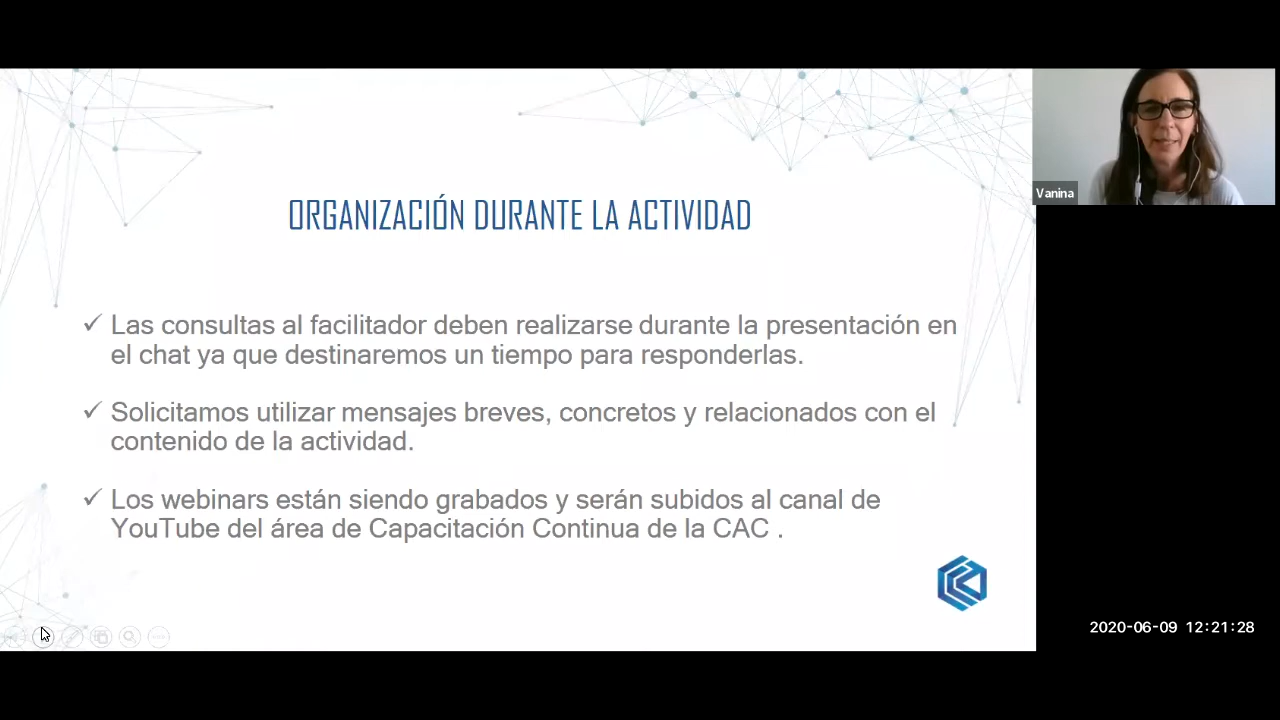 ORGANIZACIÓN DURANTE LA ACTIVIDAD
✓ Las consultas al facilitador deben realizarse durante la presentación en
el chat ya que destinaremos un tiempo para responderlas.
✓ Solicitamos utilizar mensajes breves, concretos y relacionados con el
contenido de la actividad.
✓ Los webinars están siendo grabados y serán subidos al canal de
YouTube del área de Capacitación Continua de la CAC .
Vanina
2020-06-09 12:21:28